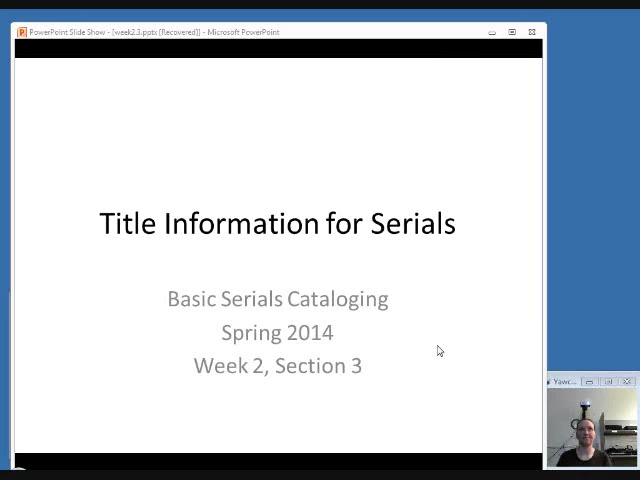 PowerPoint Slide Show - [week2.3.pptx [Recovered]] - Microsoft PowerPoint
Title Information for Serials
Basic Serials Cataloging
Spring 2014
Week 2, Section 3
Yawc...